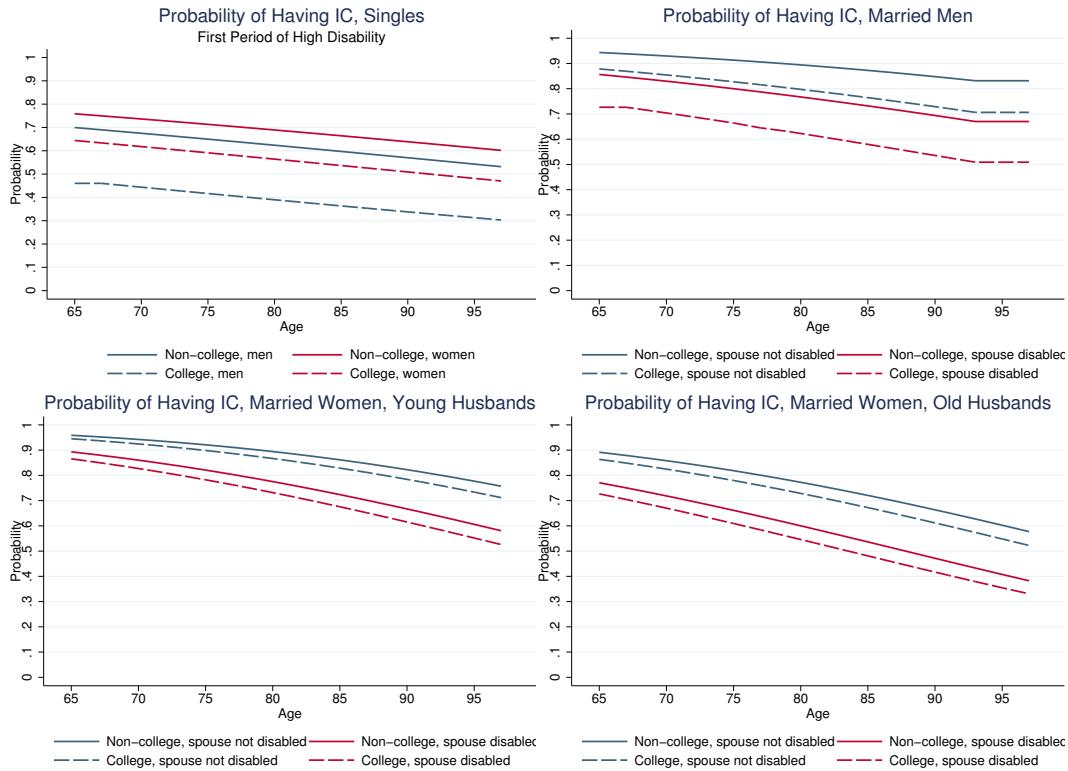 Probability of Having IC, Singles
First Period of High Disability
Probability
0 .1 .2 .3 .4 .5 .6 .7 .8 .9 1
65 70 75 80 85 90 95
Age
Non−college, men Non−college, women
College, men College, women
Probability of Having IC, Married Men
Probability
0 .1 .2 .3 .4 .5 .6 .7 .8 .9 1
65 70 75 80 85 90 95
Age
Non−college, spouse not disabled Non−college, spouse disabled
College, spouse not disabled College, spouse disabled
Probability of Having IC, Married Women, Young Husbands
Probability
0 .1 .2 .3 .4 .5 .6 .7 .8 .9 1
65 70 75 80 85 90 95
Age
Non−college, spouse not disabled Non−college, spouse disabled
College, spouse not disabled College, spouse disabled
Probability of Having IC, Married Women, Old Husbands
Probability
0 .1 .2 .3 .4 .5 .6 .7 .8 .9 1
65 70 75 80 85 90 95
Age
Non−college, spouse not disabled Non−college, spouse disabled
College, spouse not disabled College, spouse disabled